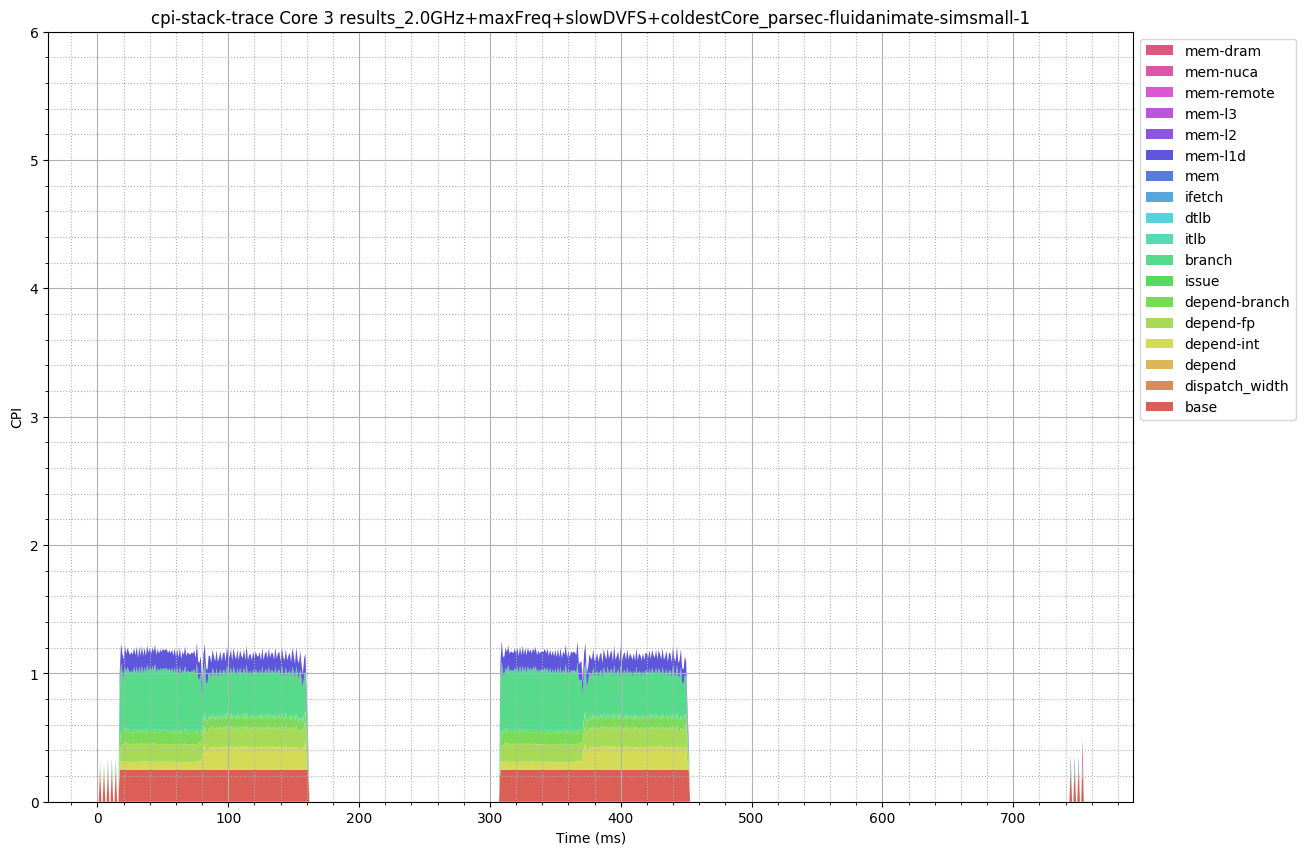 cpi-stack-trace Core 3 results_2.0GHz+maxFreq+slowDVFS+coldestCore_parsec-fluidanimate-simsmall-1
6
5
4
3
2
1
0
CPI
0
100
200
300
400
500
600
700
Time (ms)
mem-dram
mem-nuca
mem-remote
mem-l3
mem-l2
mem-l1d
mem
ifetch
dtlb
itlb
branch
issue
depend-branch
depend-fp
depend-int
depend
dispatch_width
base